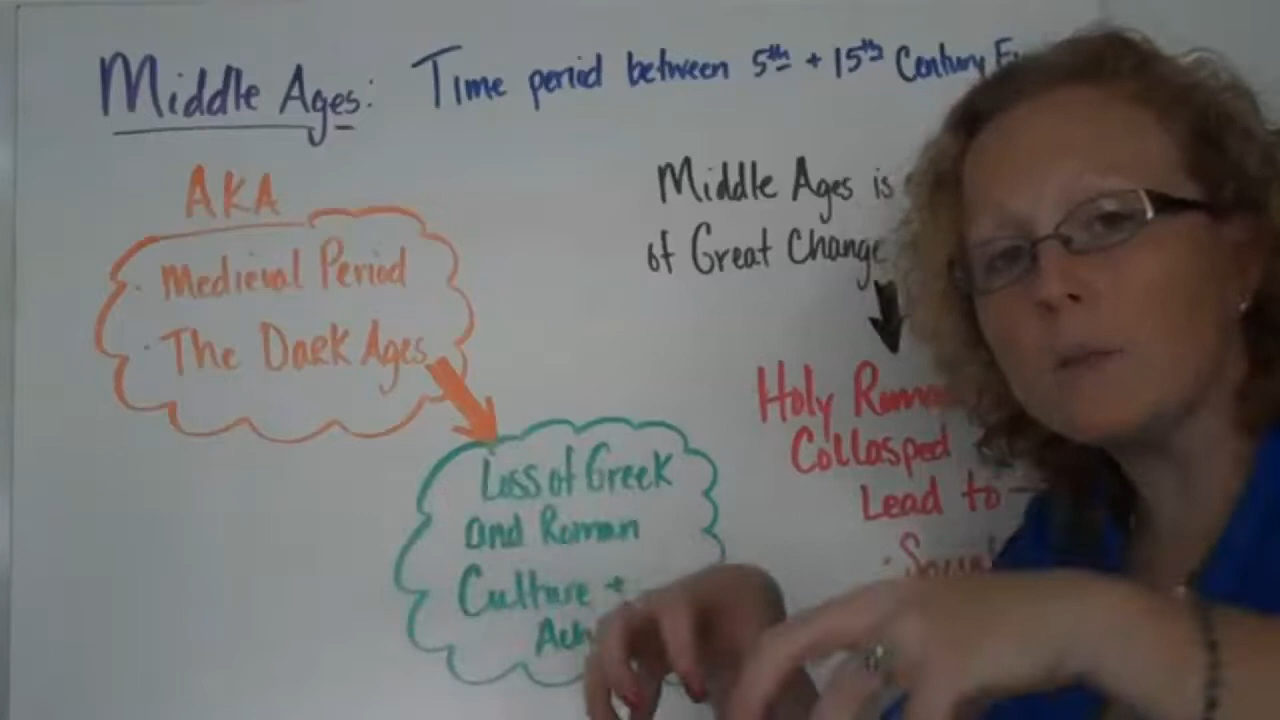 Middle Ages: Time period between 5th + 15th Century
AKA
· Medieval Period
· The Dark Ages
Loss of Greek
and Roman
Culture +
Middle Ages is
of Great Change
Holy
Collasped
Lead to